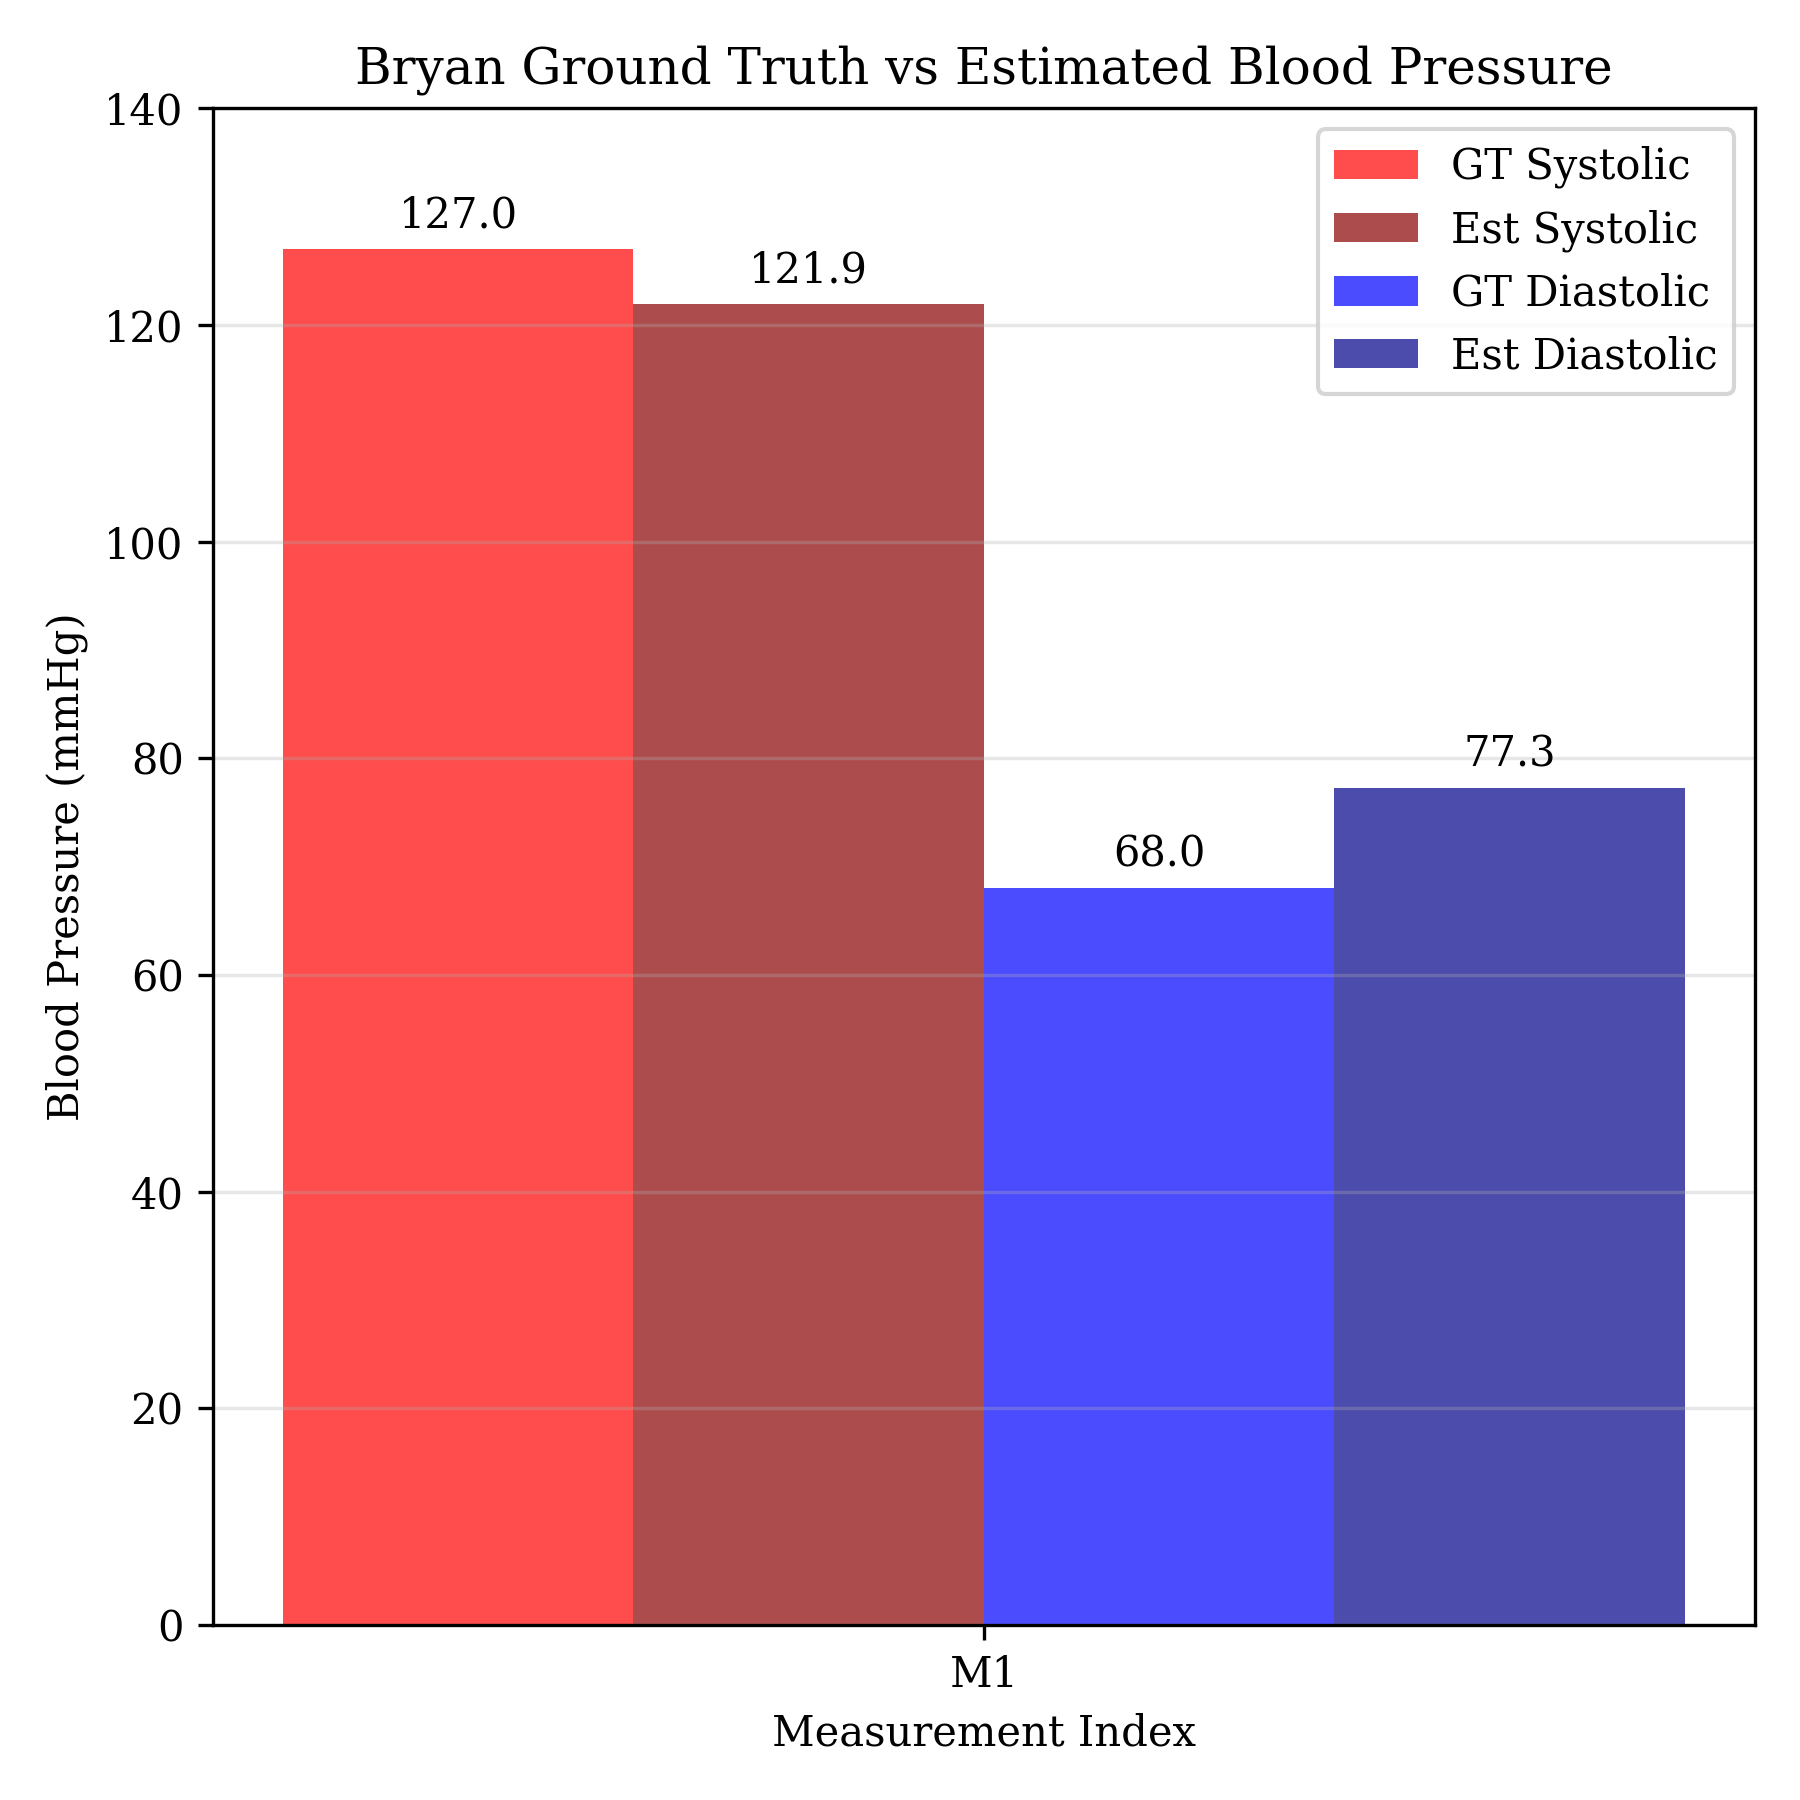 Bryan Ground Truth vs Estimated Blood Pressure
140
120
100
80
60
40
20
0
Blood Pressure (mmHg)
127.0
121.9
68.0
77.3
GT Systolic
Est Systolic
GT Diastolic
Est Diastolic
M1
Measurement Index